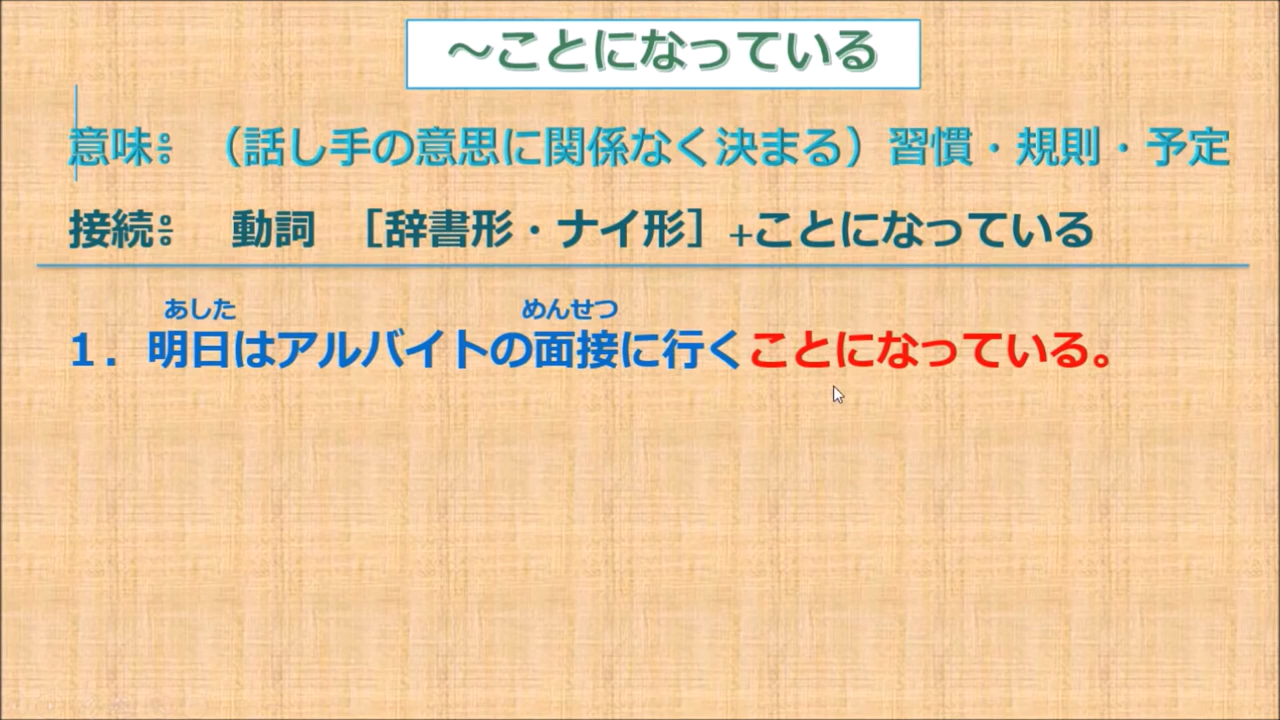 ～ことになっている
意味：　（話し手の意思に関係なく決まる）習慣・規則・予定
接続：　動詞　［辞書形・ナイ形］+ことになっている
あした　めんせつ
１．明日はアルバイトの面接に行くことになっている。